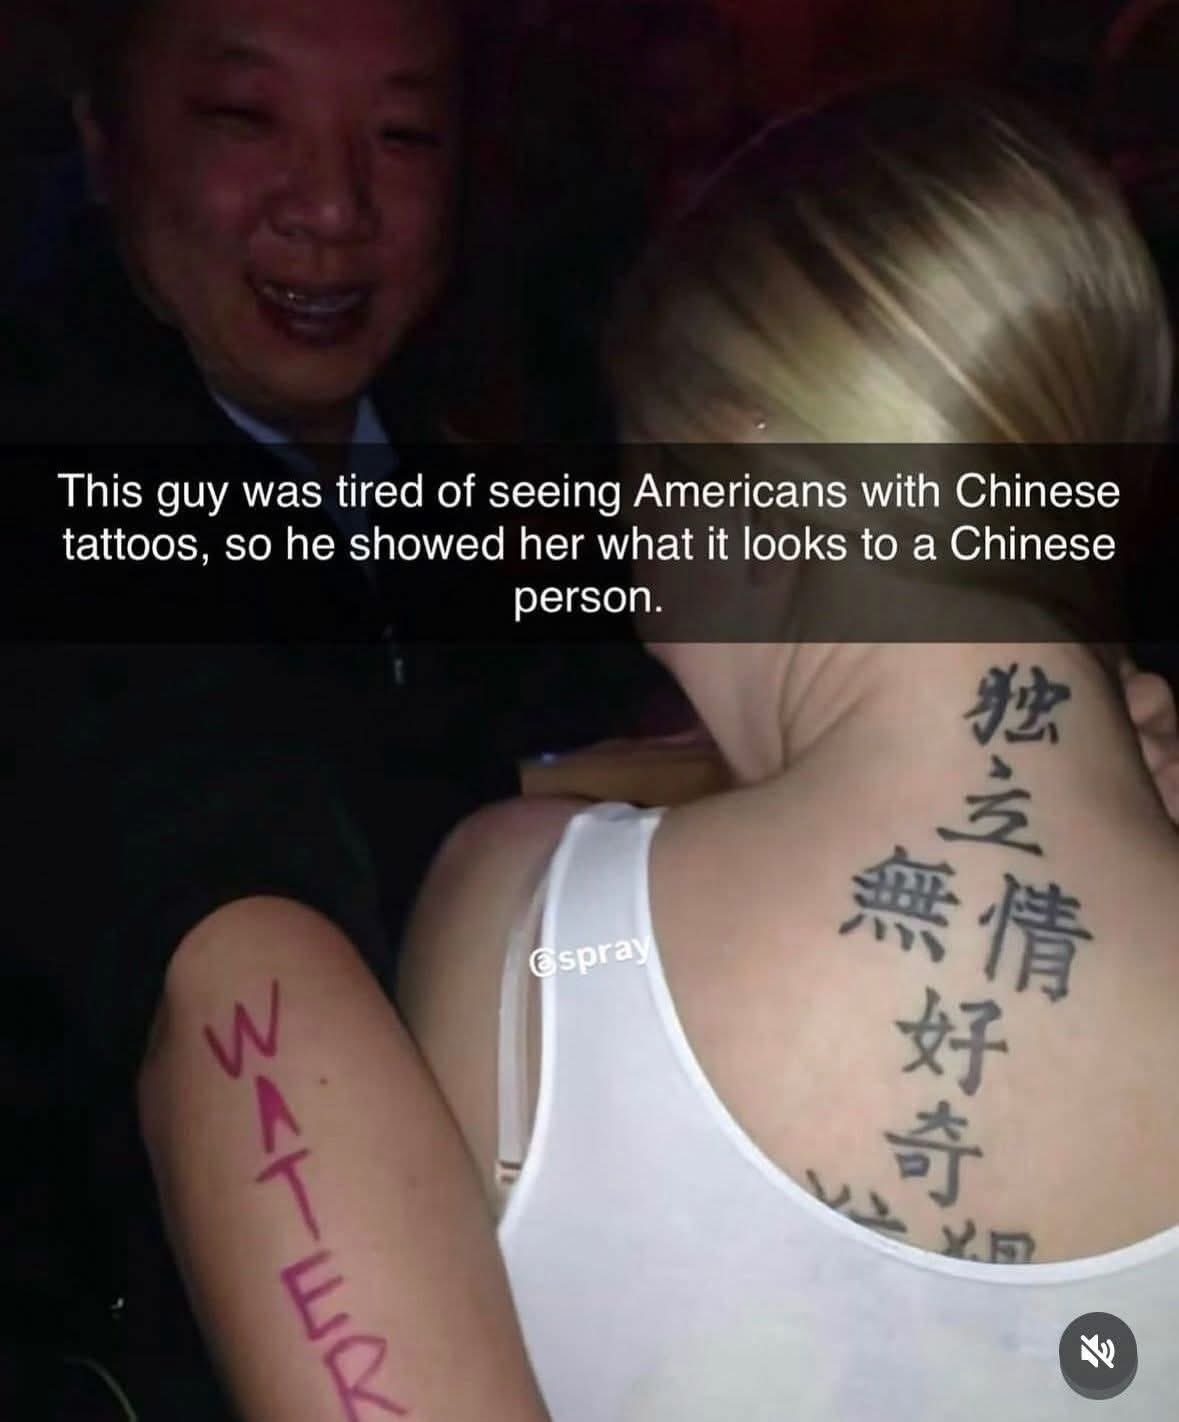 This guy was tired of seeing Americans with Chinese
tattoos, so he showed her what it looks to a Chinese
person.
独
立
無情
好
奇
@spray
WATER